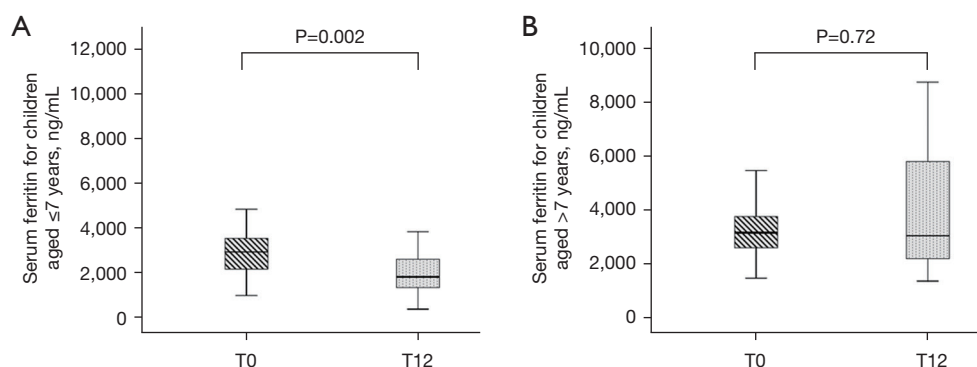 A
Serum ferritin for children
aged ≤7 years, ng/mL
12,000
10,000
8,000
6,000
4,000
2,000
0
P=0.002
T0
T12
B
Serum ferritin for children
aged >7 years, ng/mL
10,000
8,000
6,000
4,000
2,000
0
P=0.72
T0
T12